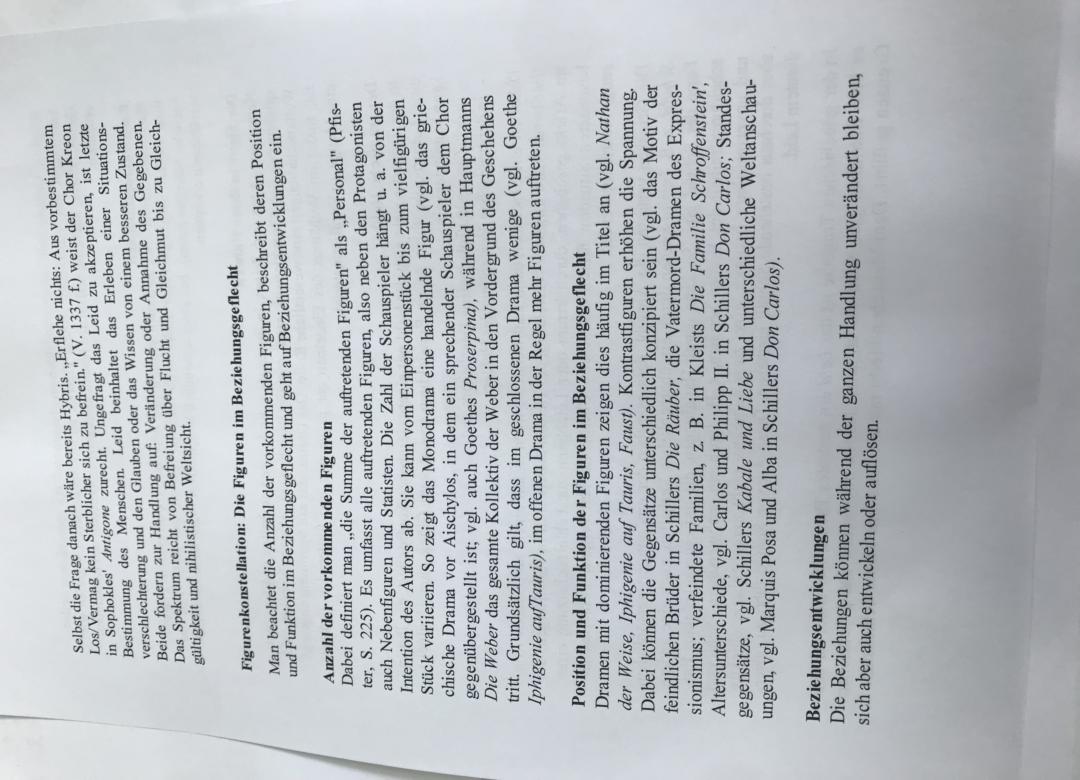 Selbst die Frage danach wäre bereits Hybris. „Erflehe nichts: Aus vorbestimmtem
Los/Vermag kein Sterblicher sich zu befrein." (V. 1337 f.) weist der Chor Kreon
in Sophokles' Antigone zurecht. Ungefragt das Leid zu akzeptieren, ist letzte
Bestimmung des Menschen. Leid beinhaltet das Erleben einer Situations-
verschlechterung und den Glauben oder das Wissen von einem besseren Zustand.
Beide fordern zur Handlung auf: Veränderung oder Annahme des Gegebenen.
Das Spektrum reicht von Befreiung über Flucht und Gleichmut bis zu Gleich-
gültigkeit und nihilistischer Weltsicht.
Figurenkonstellation: Die Figuren im Beziehungsgeflecht
Man beachtet die Anzahl der vorkommenden Figuren, beschreibt deren Position
und Funktion im Beziehungsgeflecht und geht auf Beziehungsentwicklungen ein.
Anzahl der vorkommenden Figuren
Dabei definiert man „die Summe der auftretenden Figuren" als „Personal" (Pfis-
ter, S. 225). Es umfasst alle auftretenden Figuren, also neben den Protagonisten
auch Nebenfiguren und Statisten. Die Zahl der Schauspieler hängt u. a. von der
Intention des Autors ab. Sie kann vom Einpersonenstück bis zum vielfigürigen
Stück variieren. So zeigt das Monodrama eine handelnde Figur (vgl. das grie-
chische Drama vor Aischylos, in dem ein sprechender Schauspieler dem Chor
gegenübergestellt ist; vgl. auch Goethes Proserpina), während in Hauptmanns
Die Weber das gesamte Kollektiv der Weber in den Vordergrund des Geschehens
tritt. Grundsätzlich gilt, dass im geschlossenen Drama wenige (vgl. Goethe
Iphigenie aufTauris), im offenen Drama in der Regel mehr Figuren auftreten.
Position und Funktion der Figuren im Beziehungsgeflecht
Dramen mit dominierenden Figuren zeigen dies häufig im Titel an (vgl. Nathan
der Weise, Iphigenie auf Tauris, Faust). Kontrastfiguren erhöhen die Spannung.
Dabei können die Gegensätze unterschiedlich konzipiert sein (vgl. das Motiv der
feindlichen Brüder in Schillers Die Räuber, die Vatermord-Dramen des Expres-
sionismus; verfeindete Familien, z. B. in Kleists Die Familie Schroffenstein',
Altersunterschiede, vgl. Carlos und Philipp II. in Schillers Don Carlos; Standes-
gegensätze, vgl. Schillers Kabale und Liebe und unterschiedliche Weltanschau-
ungen, vgl. Marquis Posa und Alba in Schillers Don Carlos).
Beziehungsentwicklungen
Die Beziehungen können während der ganzen Handlung unverändert bleiben,
sich aber auch entwickeln oder auflösen.